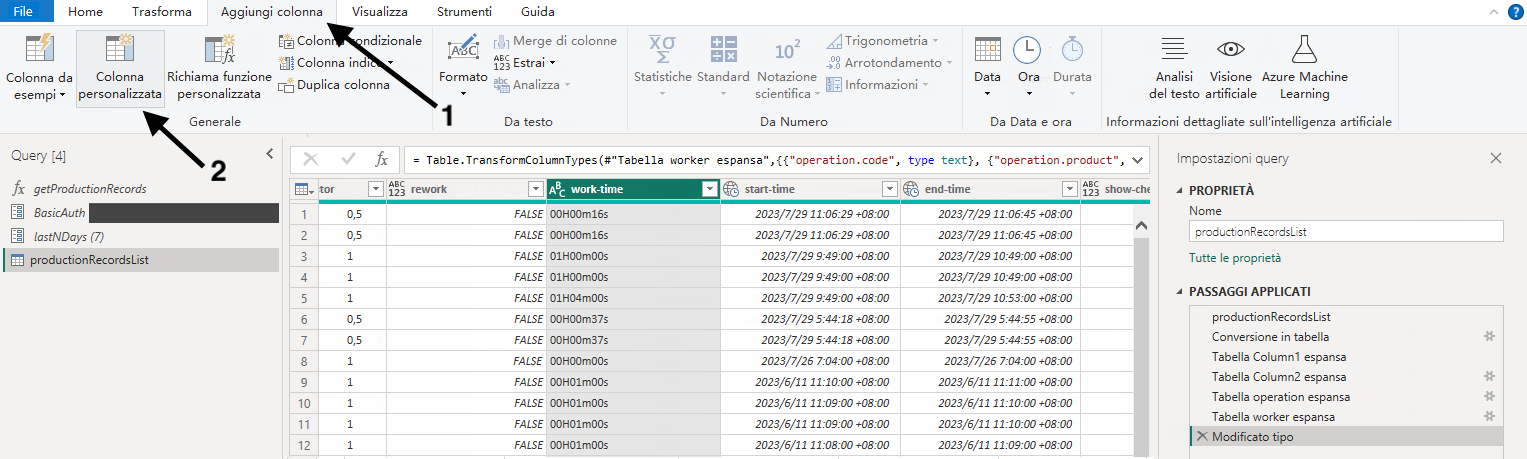 File Home Trasforma Aggiungi colonna Visualizza Strumenti Guida
Colonna da esempi
Colonna personalizzata
Richiama funzione personalizzata
Colonna condizionale
Colonna indice
Duplica colonna
Generale
Formato
ABC
Merge di colonne
ABC 123 Estrai
abc Analizza
Da testo
Statistiche
Standard
10² Notazione scientifica
Trigonometria
Arrotondamento
Informazioni
Da Numero
Data
Ora
Durata
Da Data e ora
Analisi del testo
Visione artificiale
Azure Machine Learning
Informazioni dettagliate sull'intelligenza artificiale
1
2
Query [4]
fx getProductionRecords
BasicAuth
lastNDays (7)
productionRecordsList
fx = Table.TransformColumnTypes(#"Tabella worker espansa",{{"operation.code", type text}, {"operation.product",
tor ABC 123 rework ABC work-time start-time end-time ABC 123 show-che
1 0,5 FALSE 00H00m16s 2023/7/29 11:06:29 +08:00 2023/7/29 11:06:45 +08:00
2 0,5 FALSE 00H00m16s 2023/7/29 11:06:29 +08:00 2023/7/29 11:06:45 +08:00
3 1 FALSE 01H00m00s 2023/7/29 9:49:00 +08:00 2023/7/29 10:49:00 +08:00
4 1 FALSE 01H00m00s 2023/7/29 9:49:00 +08:00 2023/7/29 10:49:00 +08:00
5 1 FALSE 01H04m00s 2023/7/29 9:49:00 +08:00 2023/7/29 10:53:00 +08:00
6 0,5 FALSE 00H00m37s 2023/7/29 5:44:18 +08:00 2023/7/29 5:44:55 +08:00
7 0,5 FALSE 00H00m37s 2023/7/29 5:44:18 +08:00 2023/7/29 5:44:55 +08:00
8 1 FALSE 00H00m00s 2023/7/26 7:04:00 +08:00 2023/7/26 7:04:00 +08:00
9 1 FALSE 00H01m00s 2023/6/11 11:10:00 +08:00 2023/6/11 11:11:00 +08:00
10 1 FALSE 00H01m00s 2023/6/11 11:09:00 +08:00 2023/6/11 11:10:00 +08:00
11 1 FALSE 00H01m00s 2023/6/11 11:09:00 +08:00 2023/6/11 11:10:00 +08:00
12 1 FALSE 00H01m00s 2023/6/11 11:08:00 +08:00 2023/6/11 11:09:00 +08:00
Impostazioni query
PROPRIETÀ
Nome
productionRecordsList
Tutte le proprietà
PASSAGGI APPLICATI
productionRecordsList
Conversione in tabella
Tabella Column1 espansa
Tabella Column2 espansa
Tabella operation espansa
Tabella worker espansa
Modificato tipo